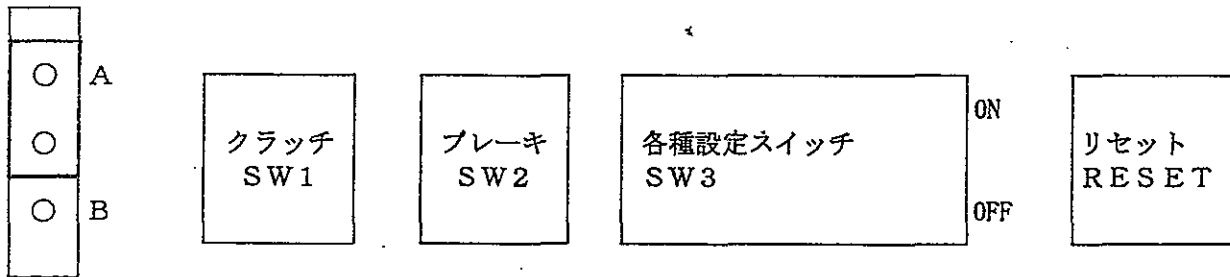 A
B
クラッチ
SW1
ブレーキ
SW2
各種設定スイッチ
SW3
ON
OFF
リセット
RESET